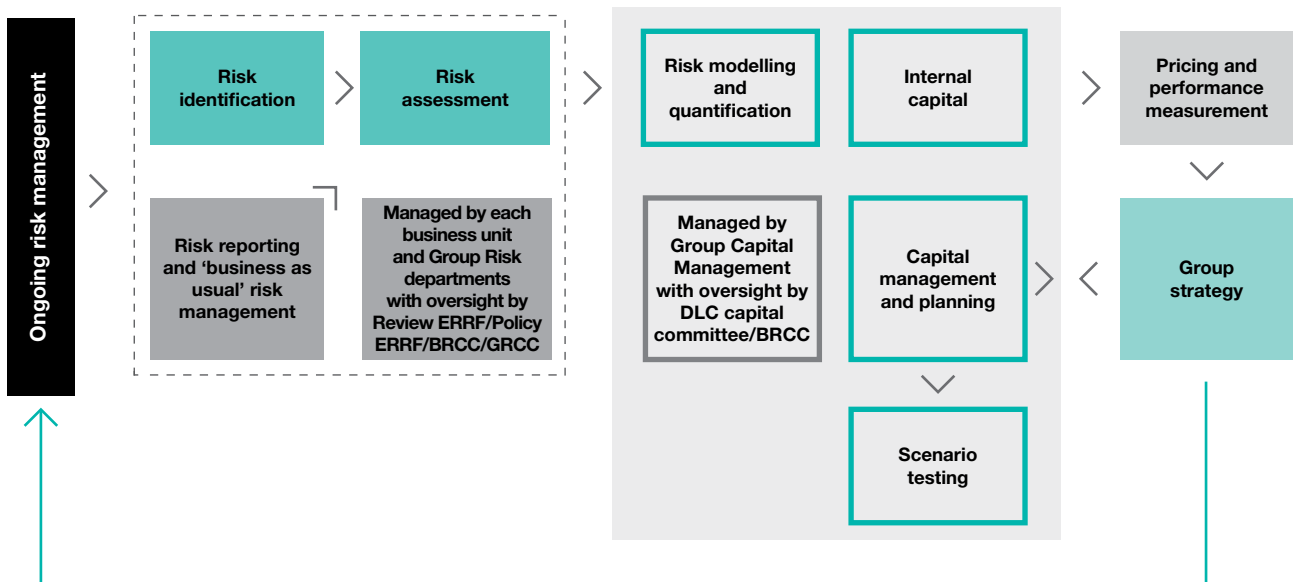 Ongoing risk management
Risk
identification
Risk
assessment
Risk reporting
and ‘business as
usual’ risk
management
Managed by each
business unit
and Group Risk
departments
with oversight by
Review ERRF/Policy
ERRF/BRCC/GRCC
Risk modelling
and
quantification
Internal
capital
Managed by
Group Capital
Management
with oversight by
DLC capital
committee/BRCC
Capital
management
and planning
Scenario
testing
Pricing and
performance
measurement
Group
strategy